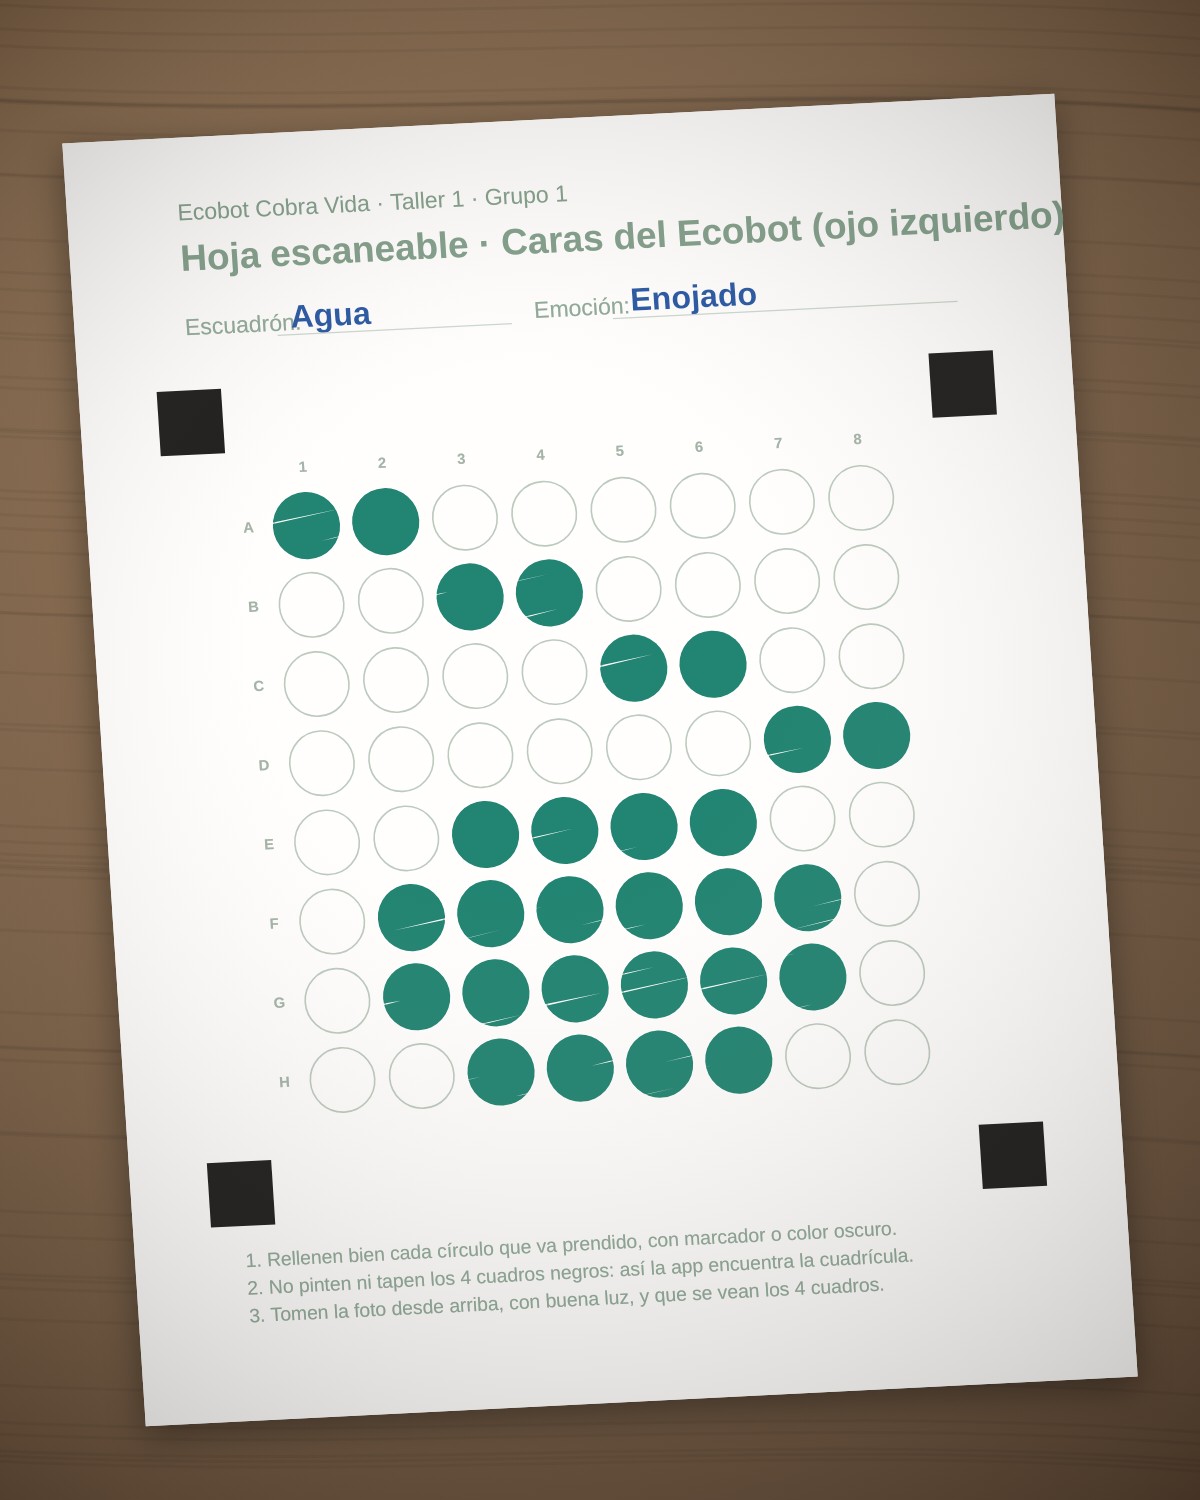 Ecobot Cobra Vida · Taller 1 · Grupo 1
Hoja escaneable · Caras del Ecobot (ojo izquierdo)
Escuadrón: Agua Emoción: Enojado
1 2 3 4 5 6 7 8
A
B
C
D
E
F
G
H
1. Rellenen bien cada círculo que va prendido, con marcador o color oscuro.
2. No pinten ni tapen los 4 cuadros negros: así la app encuentra la cuadrícula.
3. Tomen la foto desde arriba, con buena luz, y que se vean los 4 cuadros.